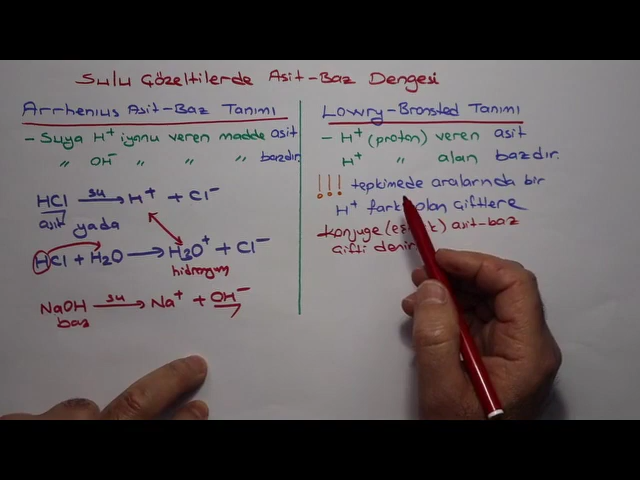 Sulu Çözeltilerde Asit-Baz Dengesi
Arrhenius Asit-Baz Tanımı
- Suya H⁺ iyonu veren madde asit
" OH⁻ " " " bazdır.
HCl —su→ H⁺ + Cl⁻
asit yada
HCl + H₂O → H₃O⁺ + Cl⁻
hidronyum
NaOH —su→ Na⁺ + OH⁻
baz
Lowry-Bronsted Tanımı
- H⁺ (proton) veren asit
H⁺ " alan bazdır.
!!! tepkimede aralarında bir
H⁺ farkı olan çiftlere
Konjuge asit-baz
çifti denir